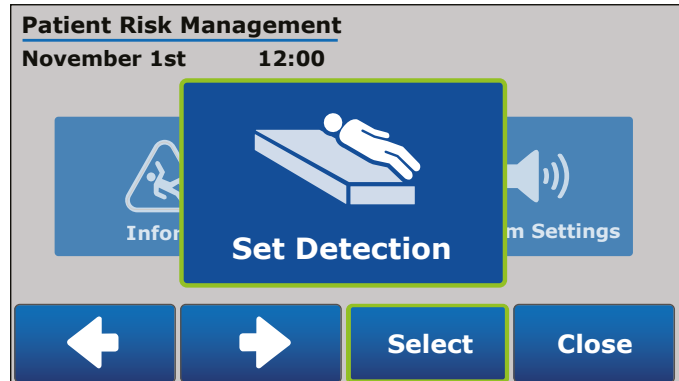 Patient Risk Management
November 1st 12:00
Set Detection
Settings
Select Close